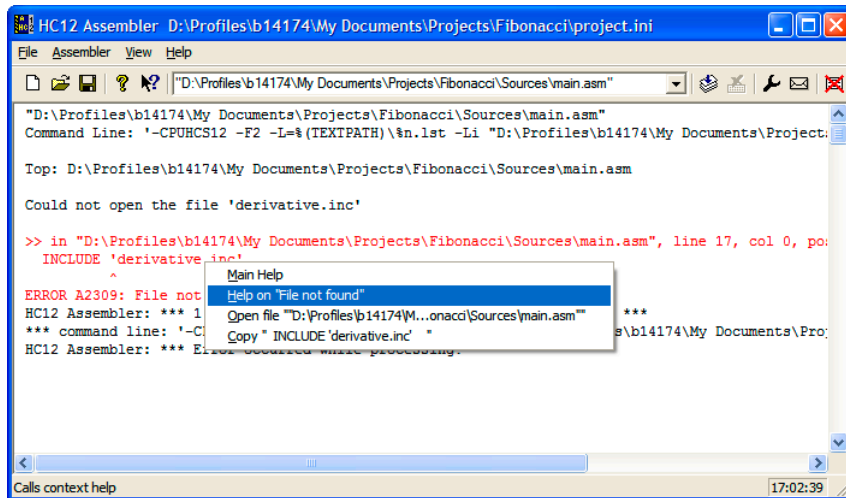 HC12 Assembler D:\Profiles\b14174\My Documents\Projects\Fibonacci\project.ini
File Assembler View Help
"D:\Profiles\b14174\My Documents\Projects\Fibonacci\Sources\main.asm"
"D:\Profiles\b14174\My Documents\Projects\Fibonacci\Sources\main.asm"
Command Line: '-CPUHCS12 -F2 -L=%(TEXTPATH)\%n.lst -Li "D:\Profiles\b14174\My Documents\Project
Top: D:\Profiles\b14174\My Documents\Projects\Fibonacci\Sources\main.asm
Could not open the file 'derivative.inc'
>> in "D:\Profiles\b14174\My Documents\Projects\Fibonacci\Sources\main.asm", line 17, col 0, po
INCLUDE 'derivative.inc'
^
Main Help
ERROR A2309: File not
Help on "File not found"
HC12 Assembler: *** 1
Open file ""D:\Profiles\b14174\M...onacci\Sources\main.asm""
***
*** command line: '-C
Copy " INCLUDE 'derivative.inc' "
s\b14174\My Documents\Pro
HC12 Assembler: *** Error occurred while processing!
Calls context help
17:02:39